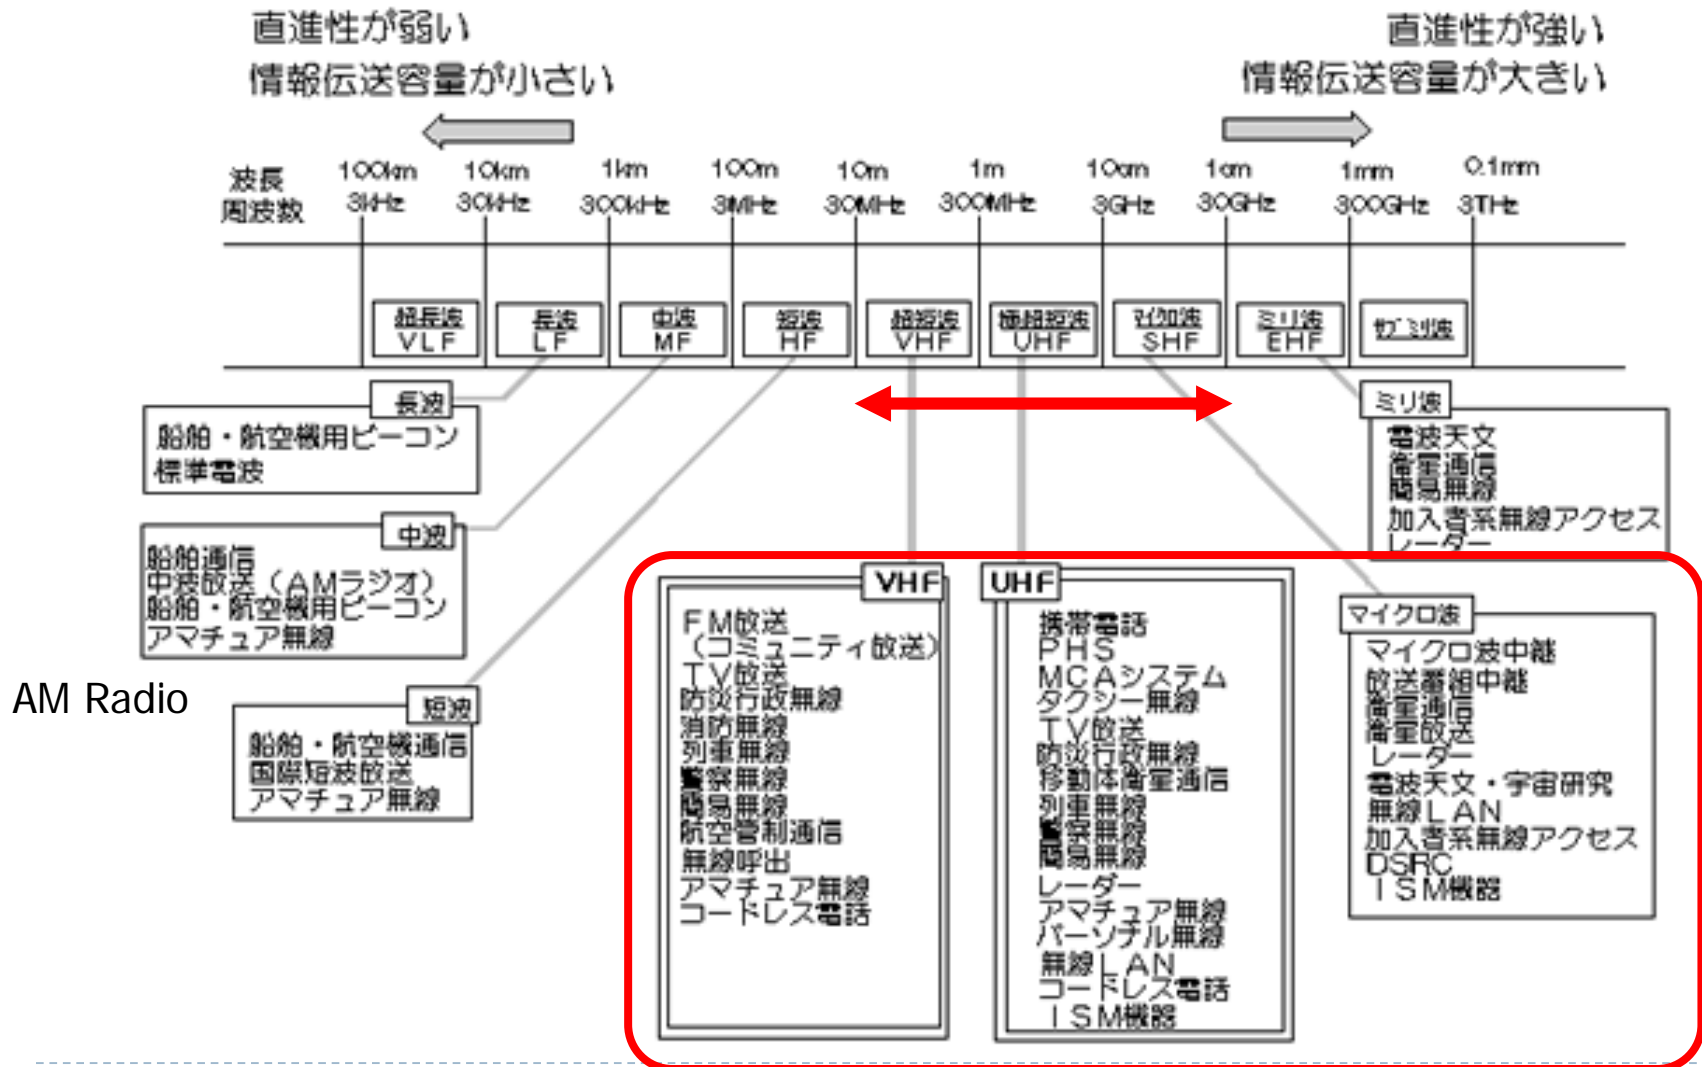 直進性が弱い
情報伝送容量が小さい
直進性が強い
情報伝送容量が大きい
波長 100km 10km 1km 100m 10m 1m 10cm 1cm 1mm 0.1mm
周波数 3kHz 30kHz 300kHz 3MHz 30MHz 300MHz 3GHz 30GHz 300GHz 3THz
超長波
VLF
長波
LF
中波
MF
短波
HF
超短波
VHF
極超短波
UHF
マイクロ波
SHF
ミリ波
EHF
サブミリ波
長波
船舶・航空機用ビーコン
標準電波
中波
船舶通信
中波放送（AMラジオ）
船舶・航空機用ビーコン
アマチュア無線
AM Radio
短波
船舶・航空機通信
国際短波放送
アマチュア無線
VHF
FM放送
（コミュニティ放送）
TV放送
防災行政無線
消防無線
列車無線
警察無線
簡易無線
航空管制通信
無線呼出
アマチュア無線
コードレス電話
UHF
携帯電話
PHS
MCAシステム
タクシー無線
TV放送
防災行政無線
移動体衛星通信
列車無線
警察無線
簡易無線
レーダー
アマチュア無線
パーソナル無線
無線LAN
コードレス電話
ISM機器
ミリ波
電波天文
衛星通信
簡易無線
加入者系無線アクセス
レーダー
マイクロ波
マイクロ波中継
放送番組中継
衛星通信
衛星放送
レーダー
電波天文・宇宙研究
無線LAN
加入者系無線アクセス
DSRC
ISM機器